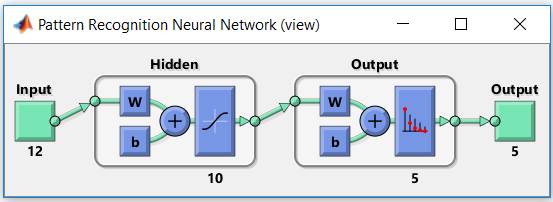 Pattern Recognition Neural Network (view)
Hidden
Output
Input
Output
W
b
+
W
b
+
12
10
5
5